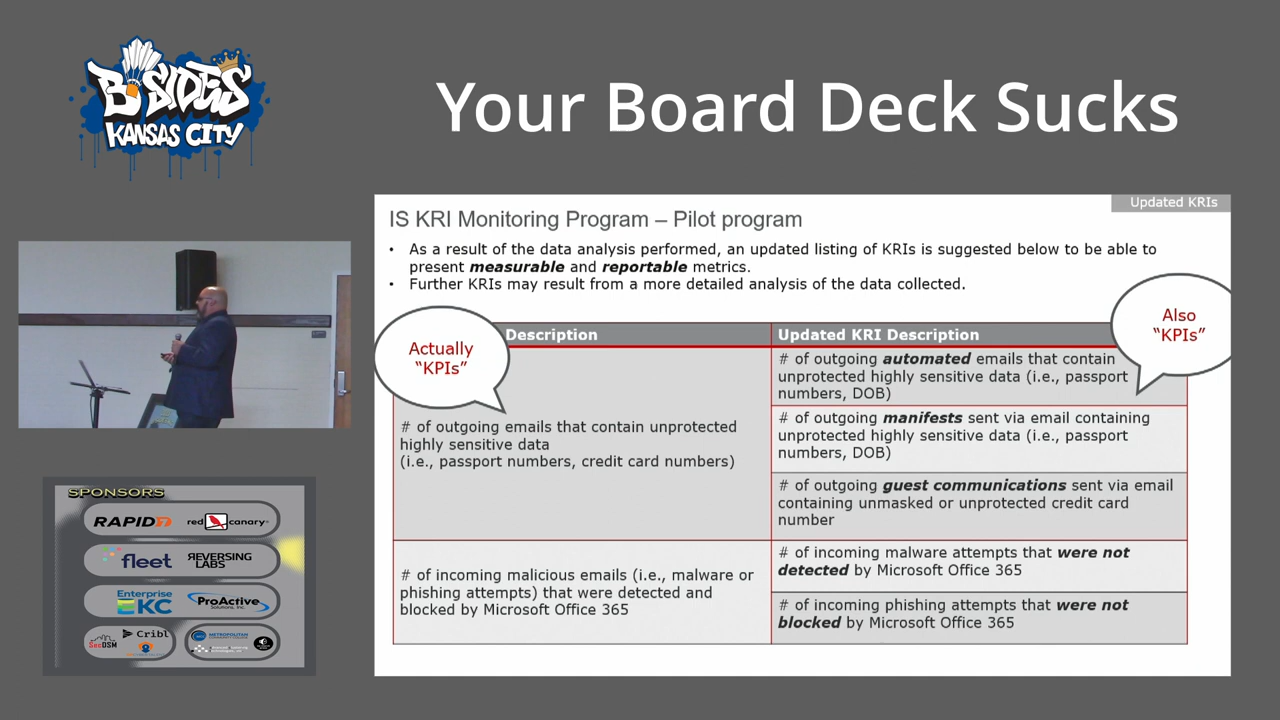 B SIDES
KANSAS CITY
Your Board Deck Sucks
Updated KRIs
IS KRI Monitoring Program – Pilot program
• As a result of the data analysis performed, an updated listing of KRIs is suggested below to be able to
present measurable and reportable metrics.
• Further KRIs may result from a more detailed analysis of the data collected.
Actually
“KPIs”
Also
“KPIs”
Description
Updated KRI Description
# of outgoing emails that contain unprotected
highly sensitive data
(i.e., passport numbers, credit card numbers)
# of outgoing automated emails that contain
unprotected highly sensitive data (i.e., passport
numbers, DOB)
# of outgoing manifests sent via email containing
unprotected highly sensitive data (i.e., passport
numbers, DOB)
# of outgoing guest communications sent via email
containing unmasked or unprotected credit card
number
# of incoming malicious emails (i.e., malware or
phishing attempts) that were detected and
blocked by Microsoft Office 365
# of incoming malware attempts that were not
detected by Microsoft Office 365
# of incoming phishing attempts that were not
blocked by Microsoft Office 365
SPONSORS
RAPID7
red canary
fleet
REVERSING
LABS
Enterprise
KC
ProActive
Solutions, Inc.
SecDSM
Cribl
METROPOLITAN